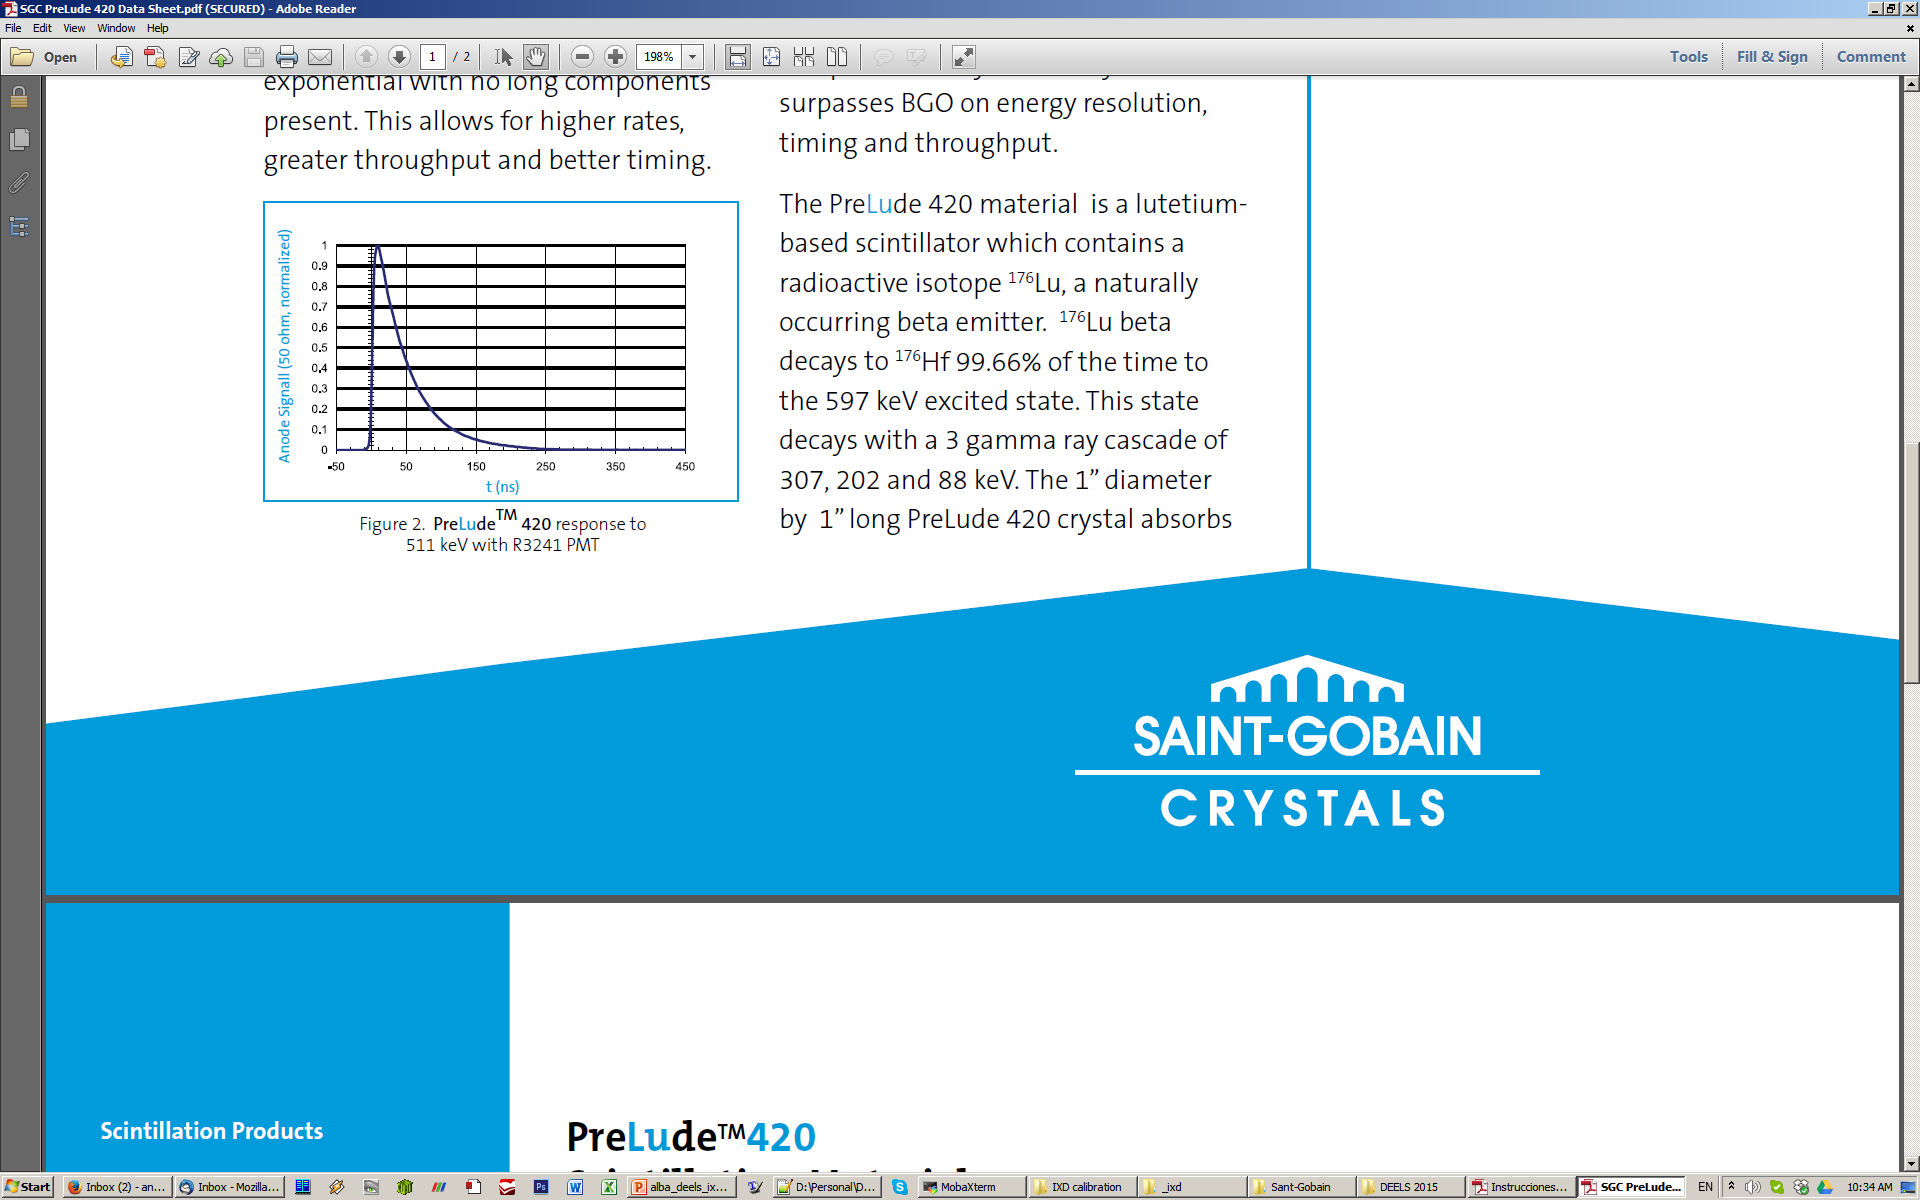 SGC PreLude 420 Data Sheet.pdf (SECURED) - Adobe Reader
File Edit View Window Help
Open 1 / 2 198% Tools Fill & Sign Comment
exponential with no long components
present. This allows for higher rates,
greater throughput and better timing.
Anode Signall (50 ohm, normalized)
1
0.9
0.8
0.7
0.6
0.5
0.4
0.3
0.2
0.1
0
-50 50 150 250 350 450
t (ns)
Figure 2. PreLude™ 420 response to
511 keV with R3241 PMT
surpasses BGO on energy resolution,
timing and throughput.
The PreLude 420 material is a lutetium-
based scintillator which contains a
radioactive isotope ¹⁷⁶Lu, a naturally
occurring beta emitter. ¹⁷⁶Lu beta
decays to ¹⁷⁶Hf 99.66% of the time to
the 597 keV excited state. This state
decays with a 3 gamma ray cascade of
307, 202 and 88 keV. The 1” diameter
by 1” long PreLude 420 crystal absorbs
SAINT-GOBAIN
CRYSTALS
Scintillation Products
PreLude™420
Scintillation Material
Start Inbox (2) - an... Inbox - Mozilla... alba_deels_ix... D:\Personal\D... MobaXterm IXD calibration _ixd Sant-Gobain DEELS 2015 Instrucciones... SGC PreLude... EN 10:34 AM